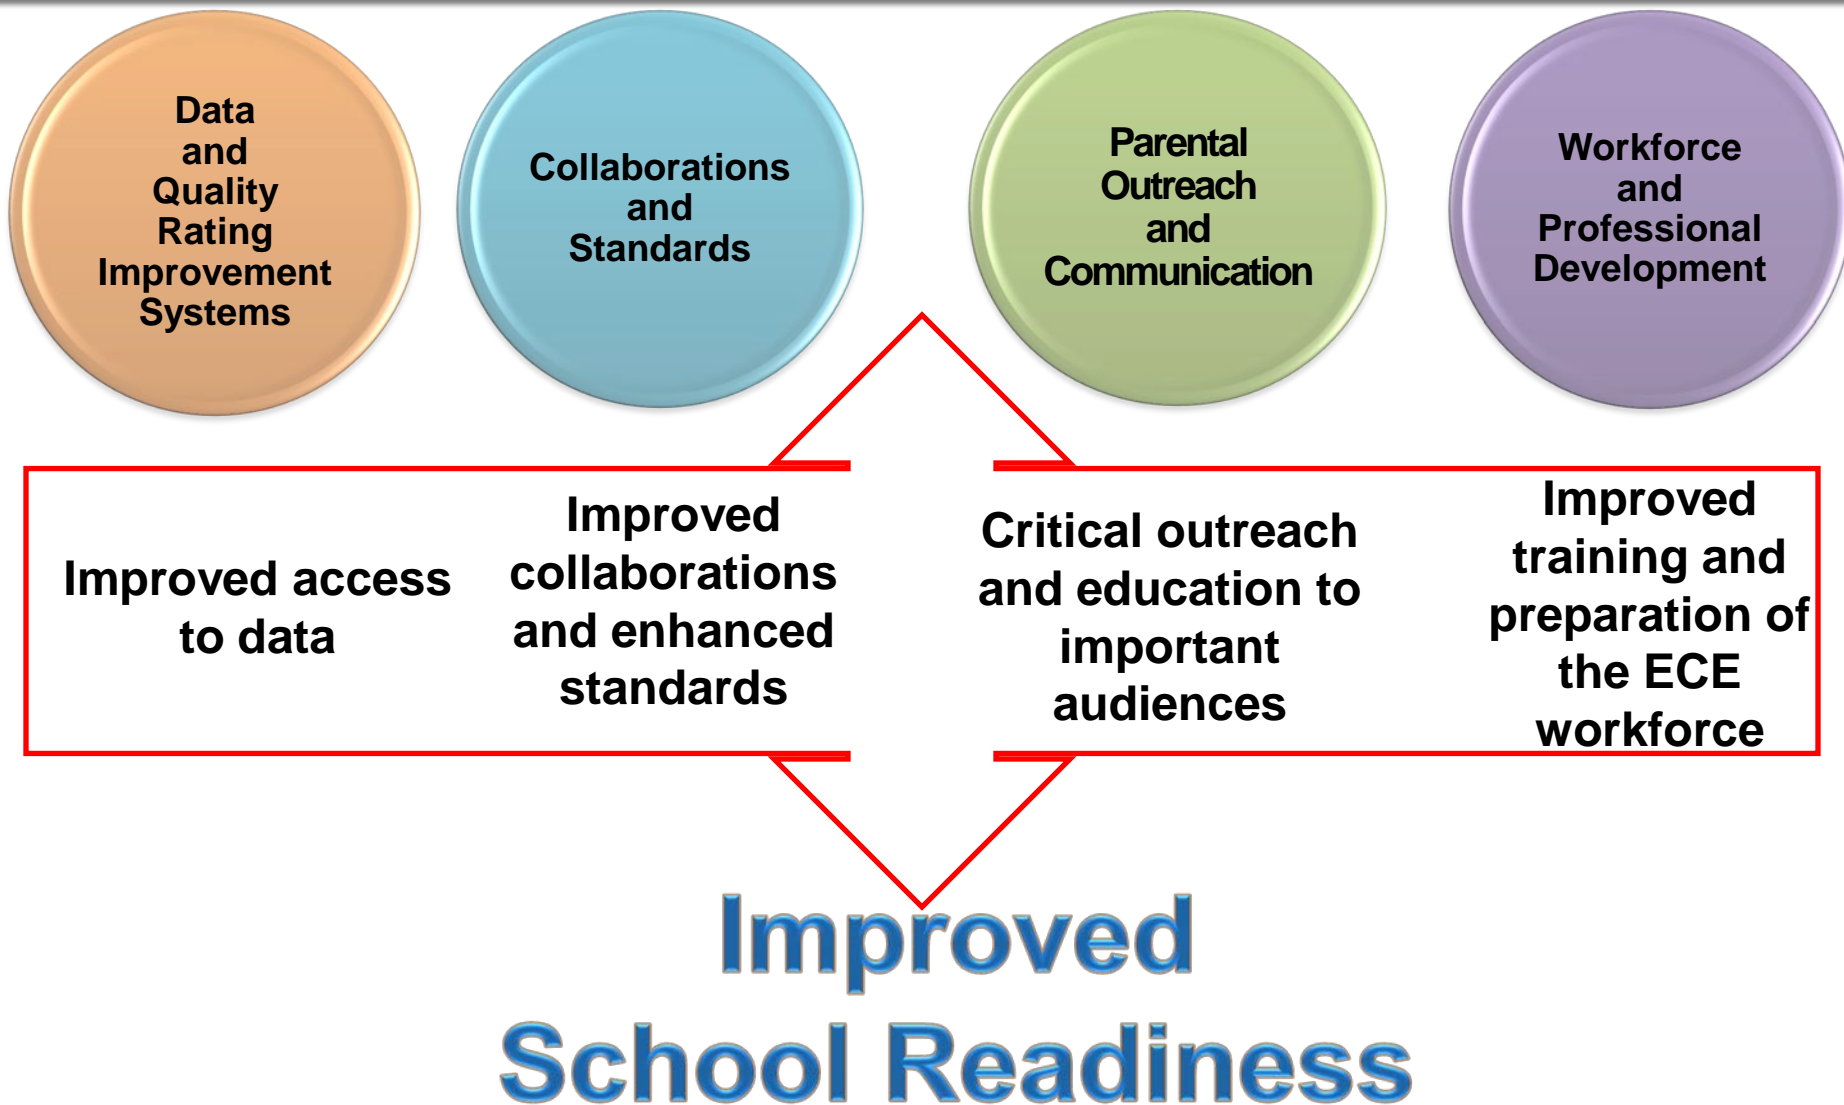 Data
and
Quality
Rating
Improvement
Systems
Collaborations
and
Standards
Parental
Outreach
and
Communication
Workforce
and
Professional
Development
Improved access
to data
Improved
collaborations
and enhanced
standards
Critical outreach
and education to
important
audiences
Improved
training and
preparation of
the ECE
workforce
Improved
School Readiness